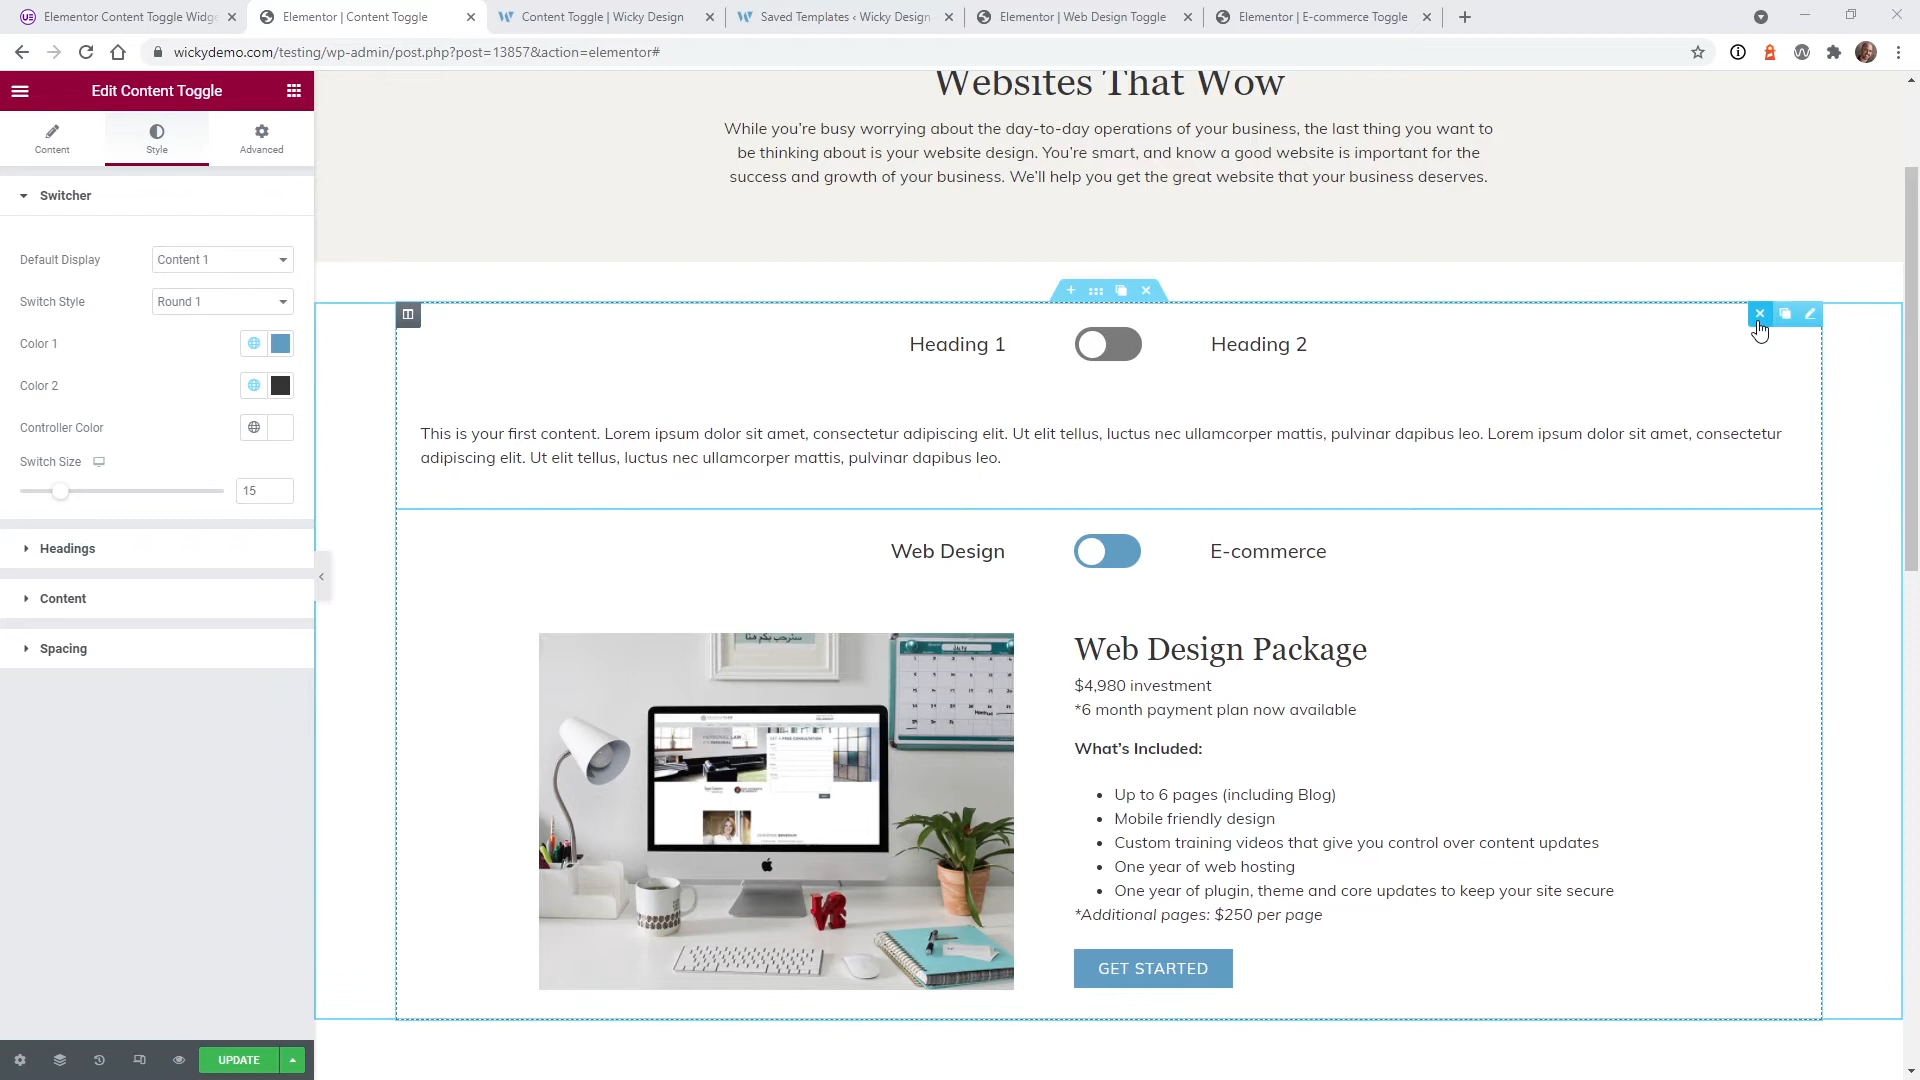 Elementor Content Toggle Widg
Elementor | Content Toggle
Content Toggle | Wicky Design
Saved Templates ‹ Wicky Design
Elementor | Web Design Toggle
Elementor | E-commerce Toggle
wickydemo.com/testing/wp-admin/post.php?post=13857&action=elementor#
Edit Content Toggle
Content
Style
Advanced
Switcher
Default Display
Content 1
Switch Style
Round 1
Color 1
Color 2
Controller Color
Switch Size
15
Headings
Content
Spacing
UPDATE
Websites That Wow
While you're busy worrying about the day-to-day operations of your business, the last thing you want to
be thinking about is your website design. You're smart, and know a good website is important for the
success and growth of your business. We'll help you get the great website that your business deserves.
Heading 1
Heading 2
This is your first content. Lorem ipsum dolor sit amet, consectetur adipiscing elit. Ut elit tellus, luctus nec ullamcorper mattis, pulvinar dapibus leo. Lorem ipsum dolor sit amet, consectetur
adipiscing elit. Ut elit tellus, luctus nec ullamcorper mattis, pulvinar dapibus leo.
Web Design
E-commerce
Web Design Package
$4,980 investment
*6 month payment plan now available
What's Included:
• Up to 6 pages (including Blog)
• Mobile friendly design
• Custom training videos that give you control over content updates
• One year of web hosting
• One year of plugin, theme and core updates to keep your site secure
*Additional pages: $250 per page
GET STARTED